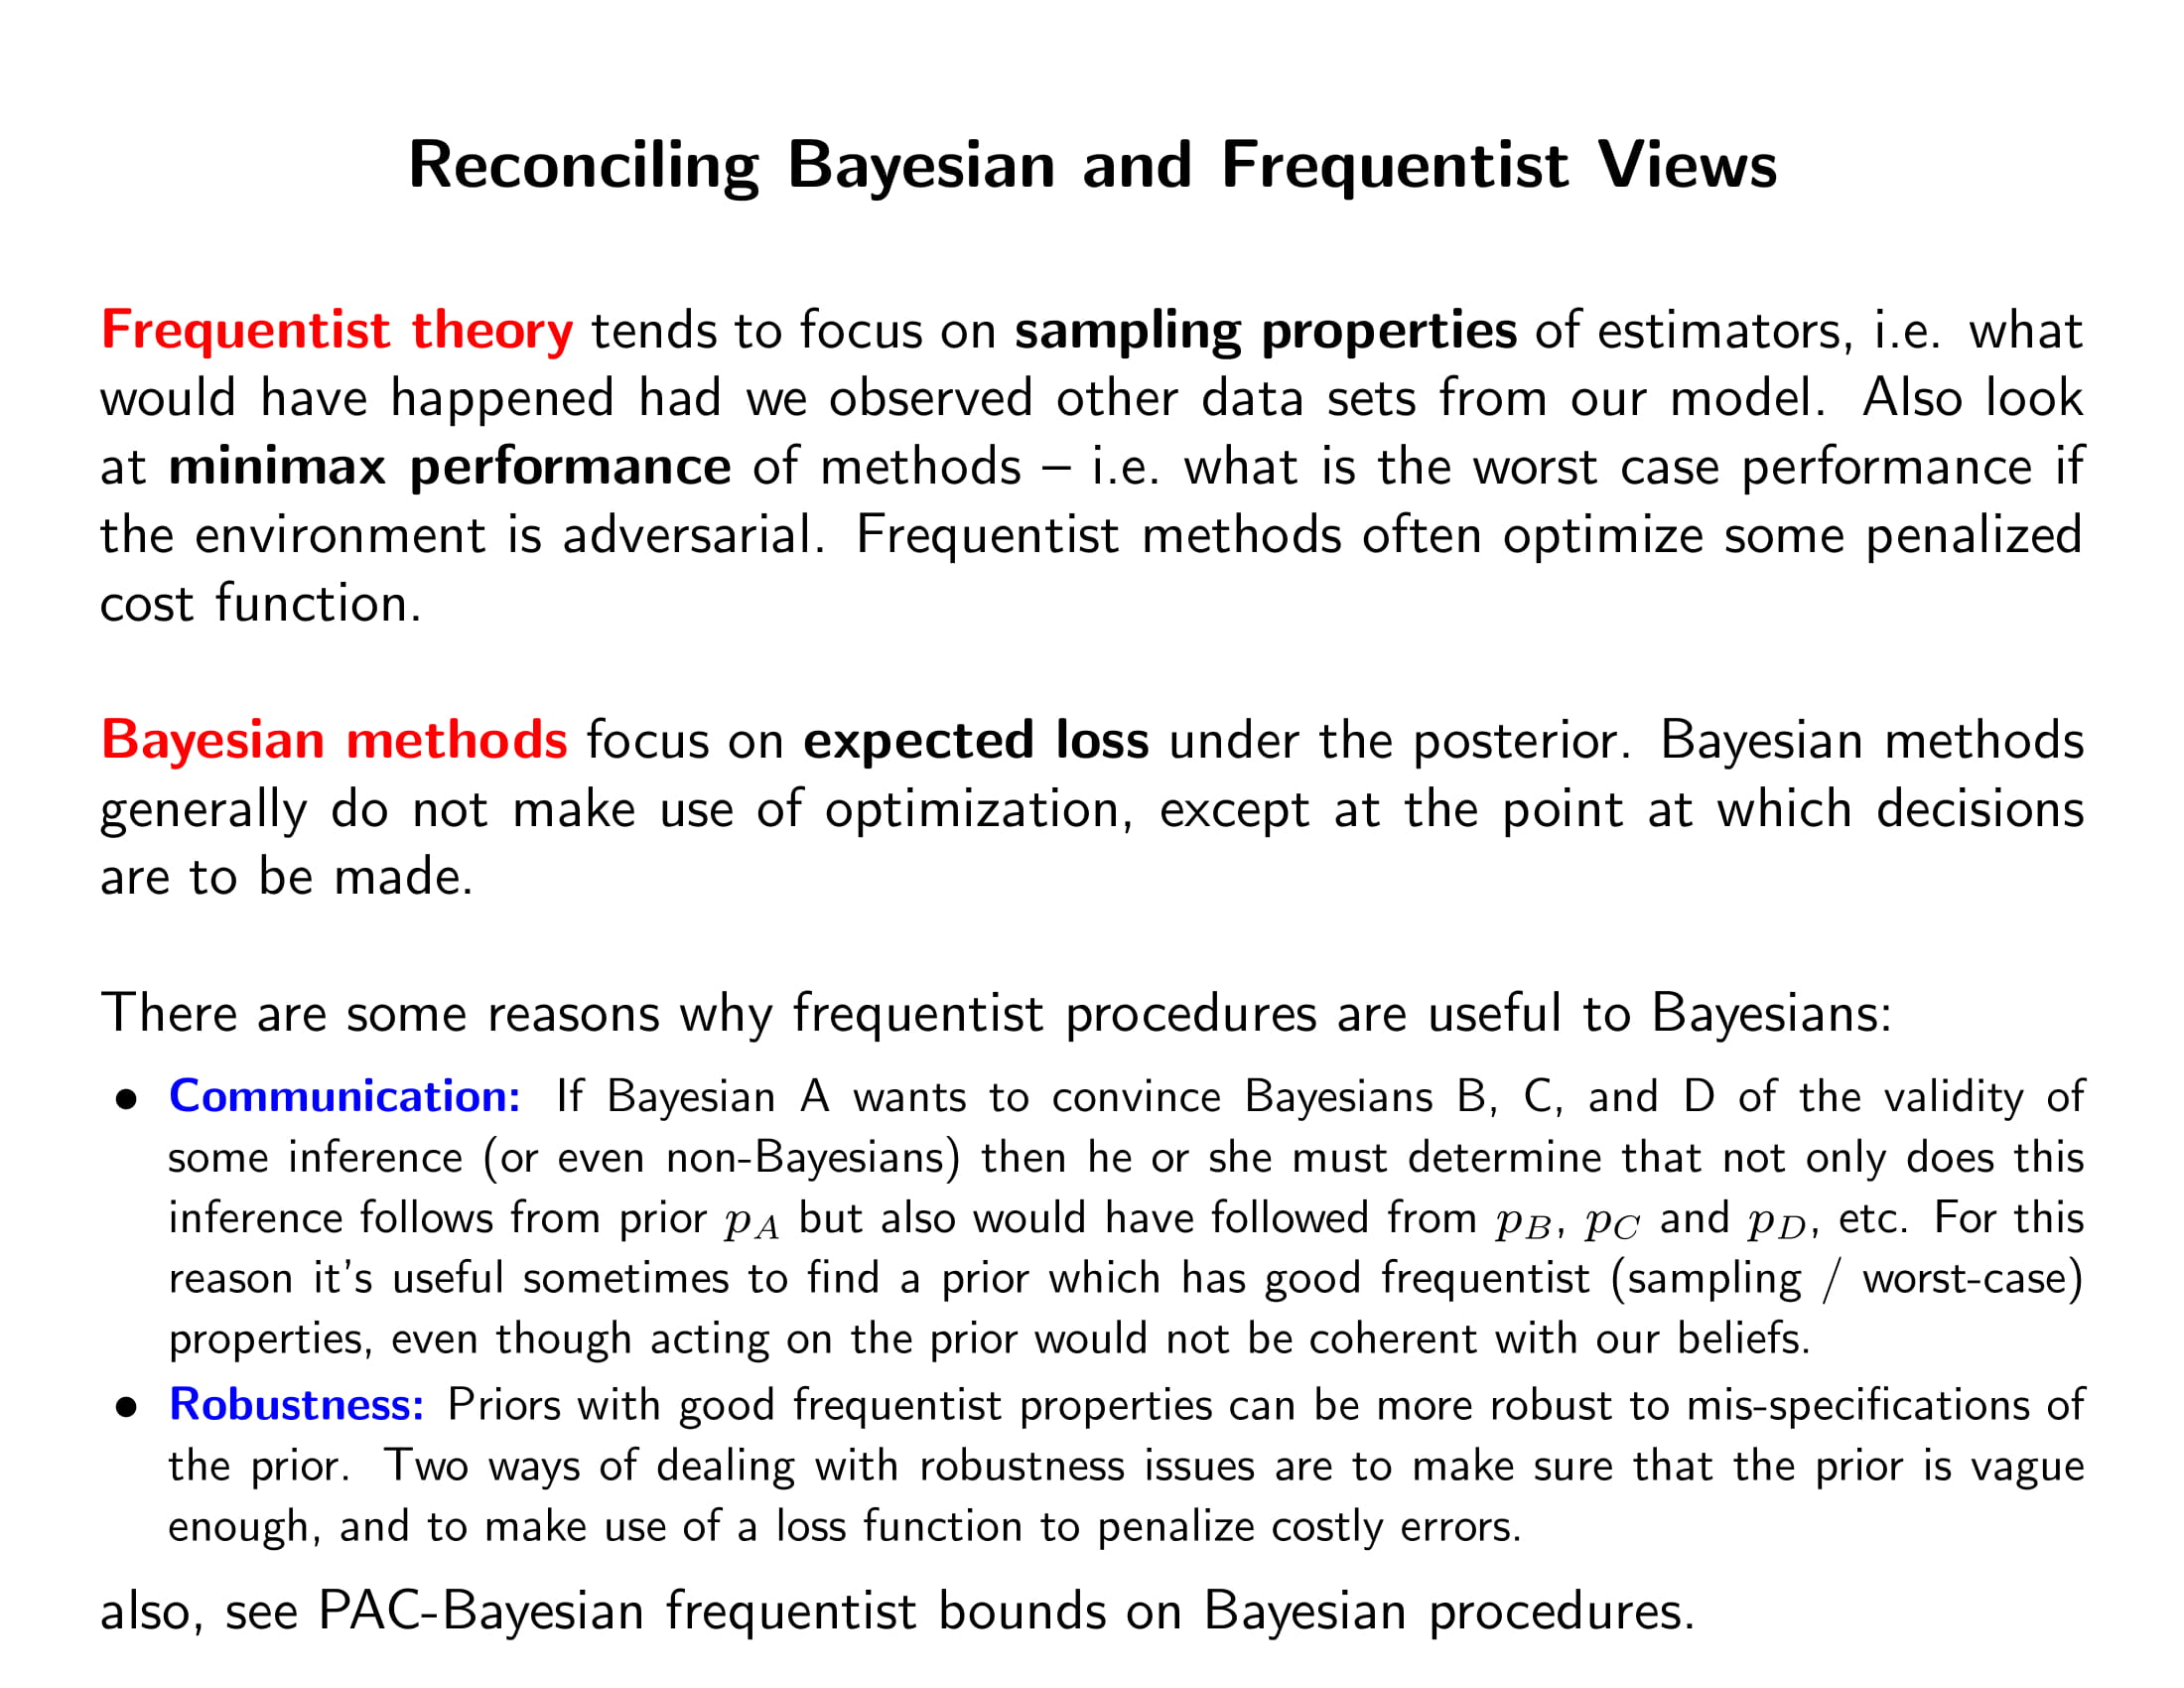 Reconciling Bayesian and Frequentist Views
Frequentist theory tends to focus on sampling properties of estimators, i.e. what
would have happened had we observed other data sets from our model. Also look
at minimax performance of methods – i.e. what is the worst case performance if
the environment is adversarial. Frequentist methods often optimize some penalized
cost function.
Bayesian methods focus on expected loss under the posterior. Bayesian methods
generally do not make use of optimization, except at the point at which decisions
are to be made.
There are some reasons why frequentist procedures are useful to Bayesians:
• Communication: If Bayesian A wants to convince Bayesians B, C, and D of the validity of
some inference (or even non-Bayesians) then he or she must determine that not only does this
inference follows from prior p_A but also would have followed from p_B, p_C and p_D, etc. For this
reason it's useful sometimes to find a prior which has good frequentist (sampling / worst-case)
properties, even though acting on the prior would not be coherent with our beliefs.
• Robustness: Priors with good frequentist properties can be more robust to mis-specifications of
the prior. Two ways of dealing with robustness issues are to make sure that the prior is vague
enough, and to make use of a loss function to penalize costly errors.
also, see PAC-Bayesian frequentist bounds on Bayesian procedures.